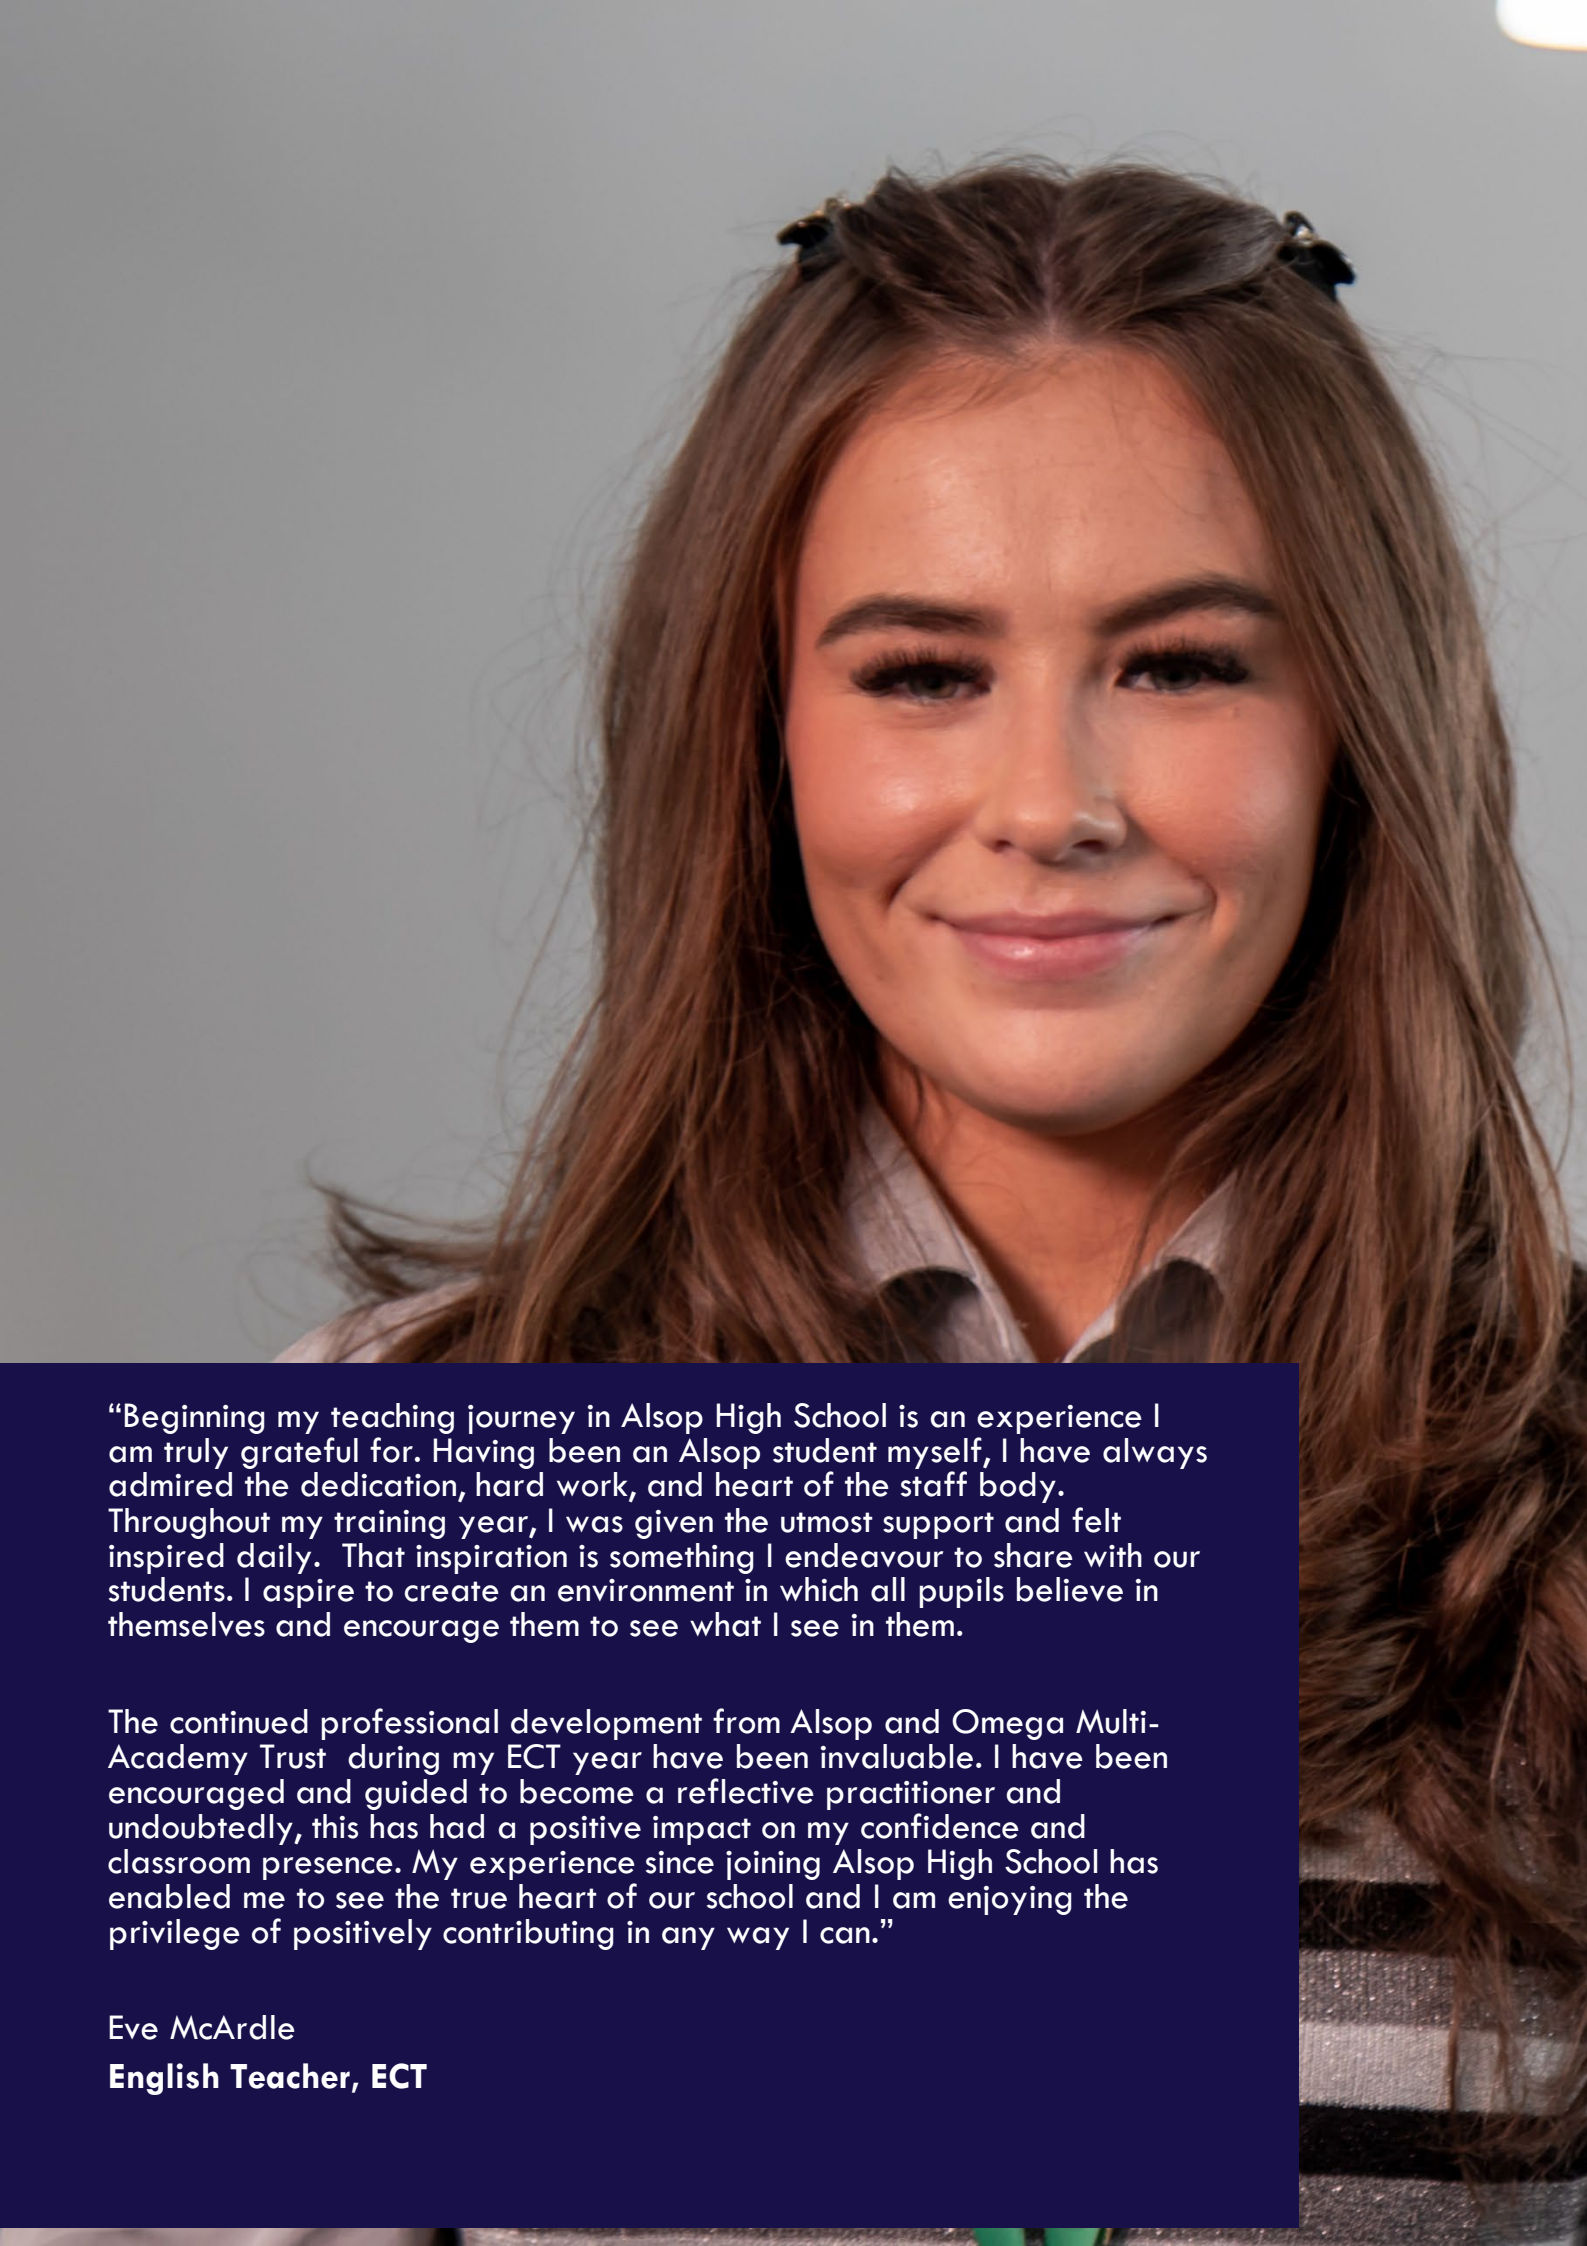 “Beginning my teaching journey in Alsop High School is an experience I
am truly grateful for. Having been an Alsop student myself, I have always
admired the dedication, hard work, and heart of the staff body.
Throughout my training year, I was given the utmost support and felt
inspired daily.  That inspiration is something I endeavour to share with our
students. I aspire to create an environment in which all pupils believe in
themselves and encourage them to see what I see in them.
The continued professional development from Alsop and Omega Multi-
Academy Trust  during my ECT year have been invaluable. I have been
encouraged and guided to become a reflective practitioner and
undoubtedly, this has had a positive impact on my confidence and
classroom presence. My experience since joining Alsop High School has
enabled me to see the true heart of our school and I am enjoying the
privilege of positively contributing in any way I can.”
Eve McArdle
English Teacher, ECT